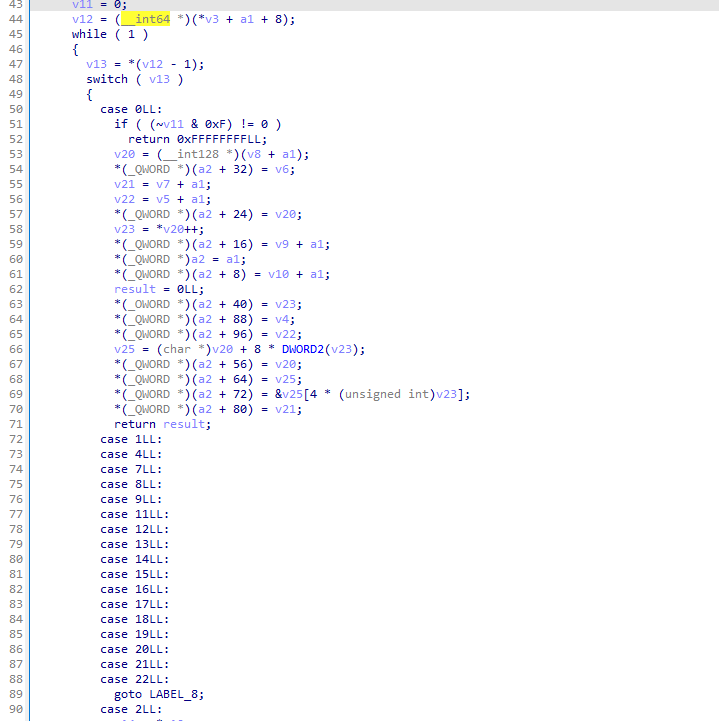 43 v11 = 0;
44 v12 = (__int64 *)(*v3 + a1 + 8);
45 while ( 1 )
46 {
47 v13 = *(v12 - 1);
48 switch ( v13 )
49 {
50 case 0LL:
51 if ( (~v11 & 0xF) != 0 )
52 return 0xFFFFFFFFLL;
53 v20 = (__int128 *)(v8 + a1);
54 *(_QWORD *)(a2 + 32) = v6;
55 v21 = v7 + a1;
56 v22 = v5 + a1;
57 *(_QWORD *)(a2 + 24) = v20;
58 v23 = *v20++;
59 *(_QWORD *)(a2 + 16) = v9 + a1;
60 *(_QWORD *)a2 = a1;
61 *(_QWORD *)(a2 + 8) = v10 + a1;
62 result = 0LL;
63 *(_OWORD *)(a2 + 40) = v23;
64 *(_QWORD *)(a2 + 88) = v4;
65 *(_QWORD *)(a2 + 96) = v22;
66 v25 = (char *)v20 + 8 * DWORD2(v23);
67 *(_QWORD *)(a2 + 56) = v20;
68 *(_QWORD *)(a2 + 64) = v25;
69 *(_QWORD *)(a2 + 72) = &v25[4 * (unsigned int)v23];
70 *(_QWORD *)(a2 + 80) = v21;
71 return result;
72 case 1LL:
73 case 4LL:
74 case 7LL:
75 case 8LL:
76 case 9LL:
77 case 11LL:
78 case 12LL:
79 case 13LL:
80 case 14LL:
81 case 15LL:
82 case 16LL:
83 case 17LL:
84 case 18LL:
85 case 19LL:
86 case 20LL:
87 case 21LL:
88 case 22LL:
89 goto LABEL_8;
90 case 2LL: